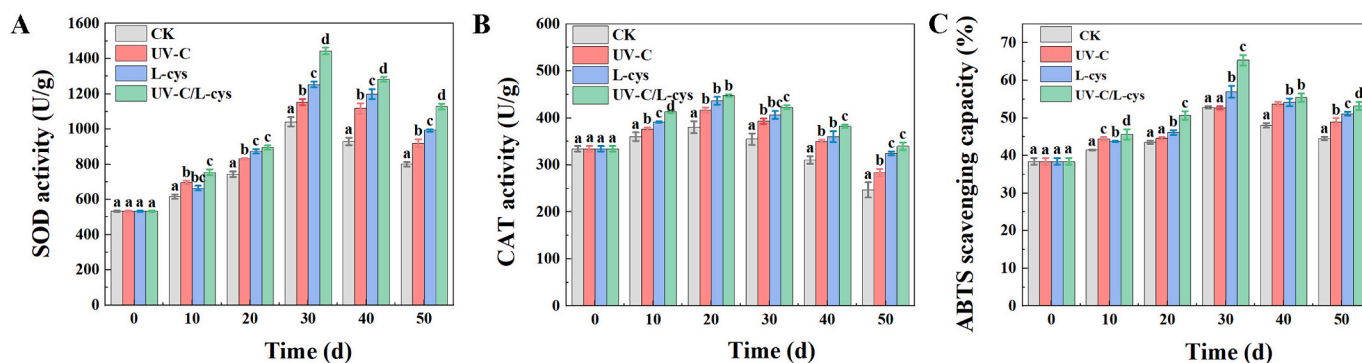 A
SOD activity (U/g)
1600
1400
1200
1000
800
600
400
200
0
CK
UV-C
L-cys
UV-C/L-cys
a a a a
a b bc c
a b c c
a b c d
a b c d
a b c d
0 10 20 30 40 50
Time (d)
B
CAT activity (U/g)
600
450
300
200
0
CK
UV-C
L-cys
UV-C/L-cys
a a a a
a b c d
a b b b
a b bc c
a b b c
a b c c
0 10 20 30 40 50
Time (d)
C
ABTS scavenging capacity (%)
70
60
50
40
30
20
10
0
CK
UV-C
L-cys
UV-C/L-cys
a a a a
a c b d
a a b c
a a b c
a b b b
a b c d
0 10 20 30 40 50
Time (d)